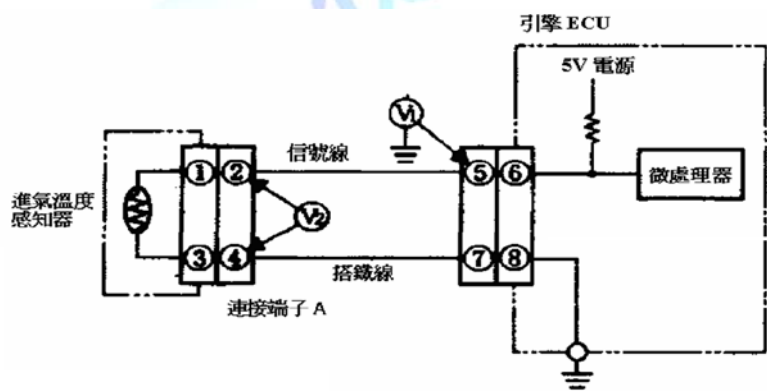 引擎 ECU
5V 電源
V1
① ② 信號線 ⑤ ⑥
微處理器
進氣溫度
感知器
V2
③ ④ 搭鐵線 ⑦ ⑧
連接端子 A